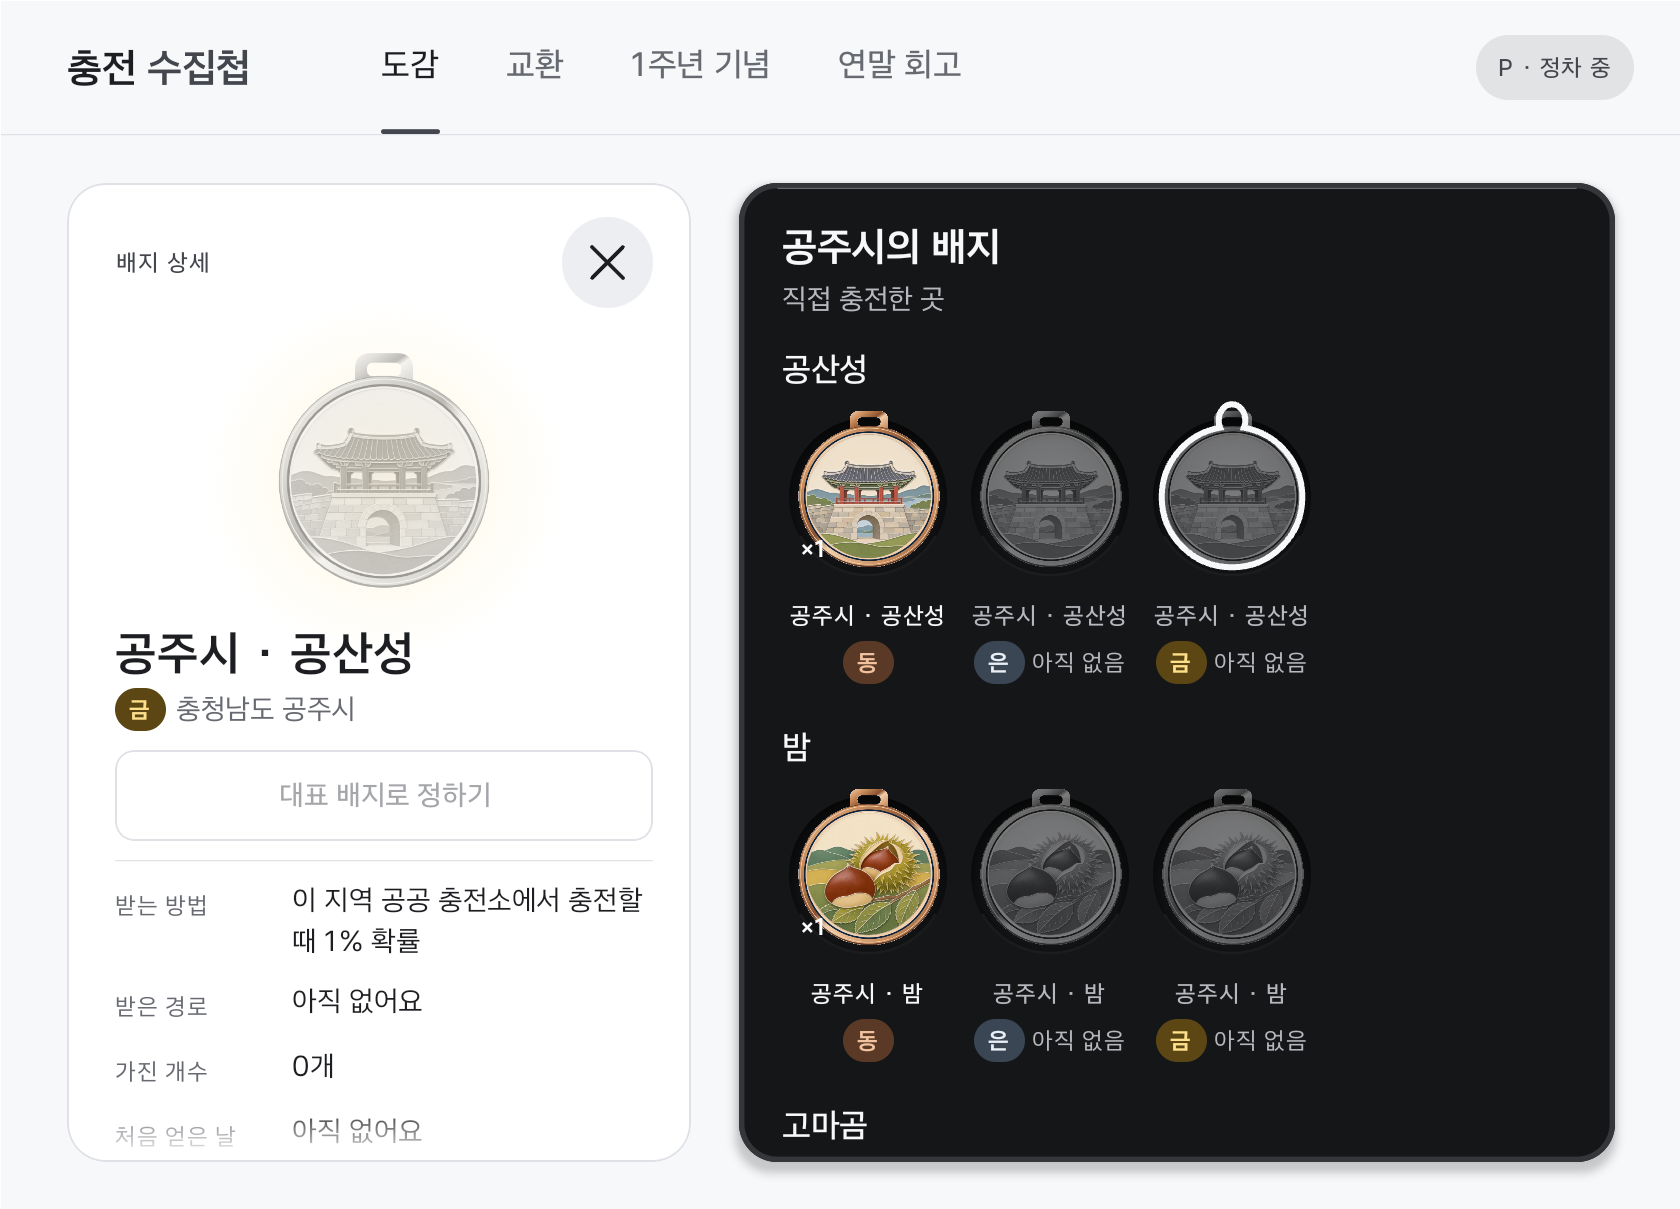 충전 수집첩
도감
교환
1주년 기념
연말 회고
P · 정차 중
배지 상세
공주시 · 공산성
금 충청남도 공주시
대표 배지로 정하기
받는 방법
이 지역 공공 충전소에서 충전할
때 1% 확률
받은 경로
아직 없어요
가진 개수
0개
처음 얻은 날
아직 없어요
공주시의 배지
직접 충전한 곳
공산성
×1
공주시 · 공산성
동
공주시 · 공산성
은 아직 없음
공주시 · 공산성
금 아직 없음
밤
×1
공주시 · 밤
동
공주시 · 밤
은 아직 없음
공주시 · 밤
금 아직 없음
고마곰